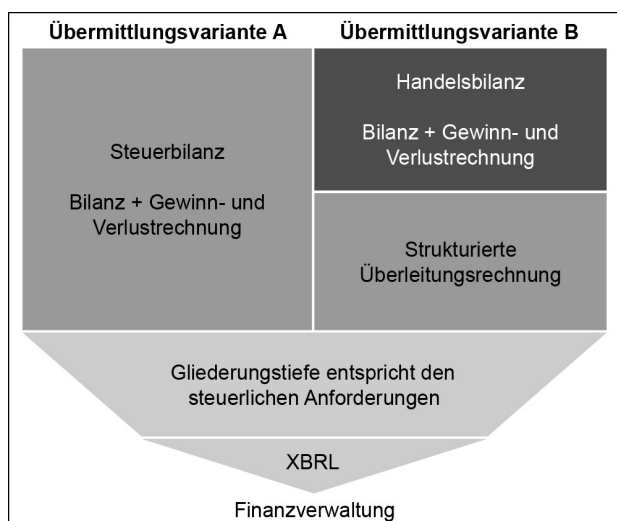 Übermittlungsvariante A
Übermittlungsvariante B
Steuerbilanz
Bilanz + Gewinn- und
Verlustrechnung
Handelsbilanz
Bilanz + Gewinn- und
Verlustrechnung
Strukturierte
Überleitungsrechnung
Gliederungstiefe entspricht den
steuerlichen Anforderungen
XBRL
Finanzverwaltung